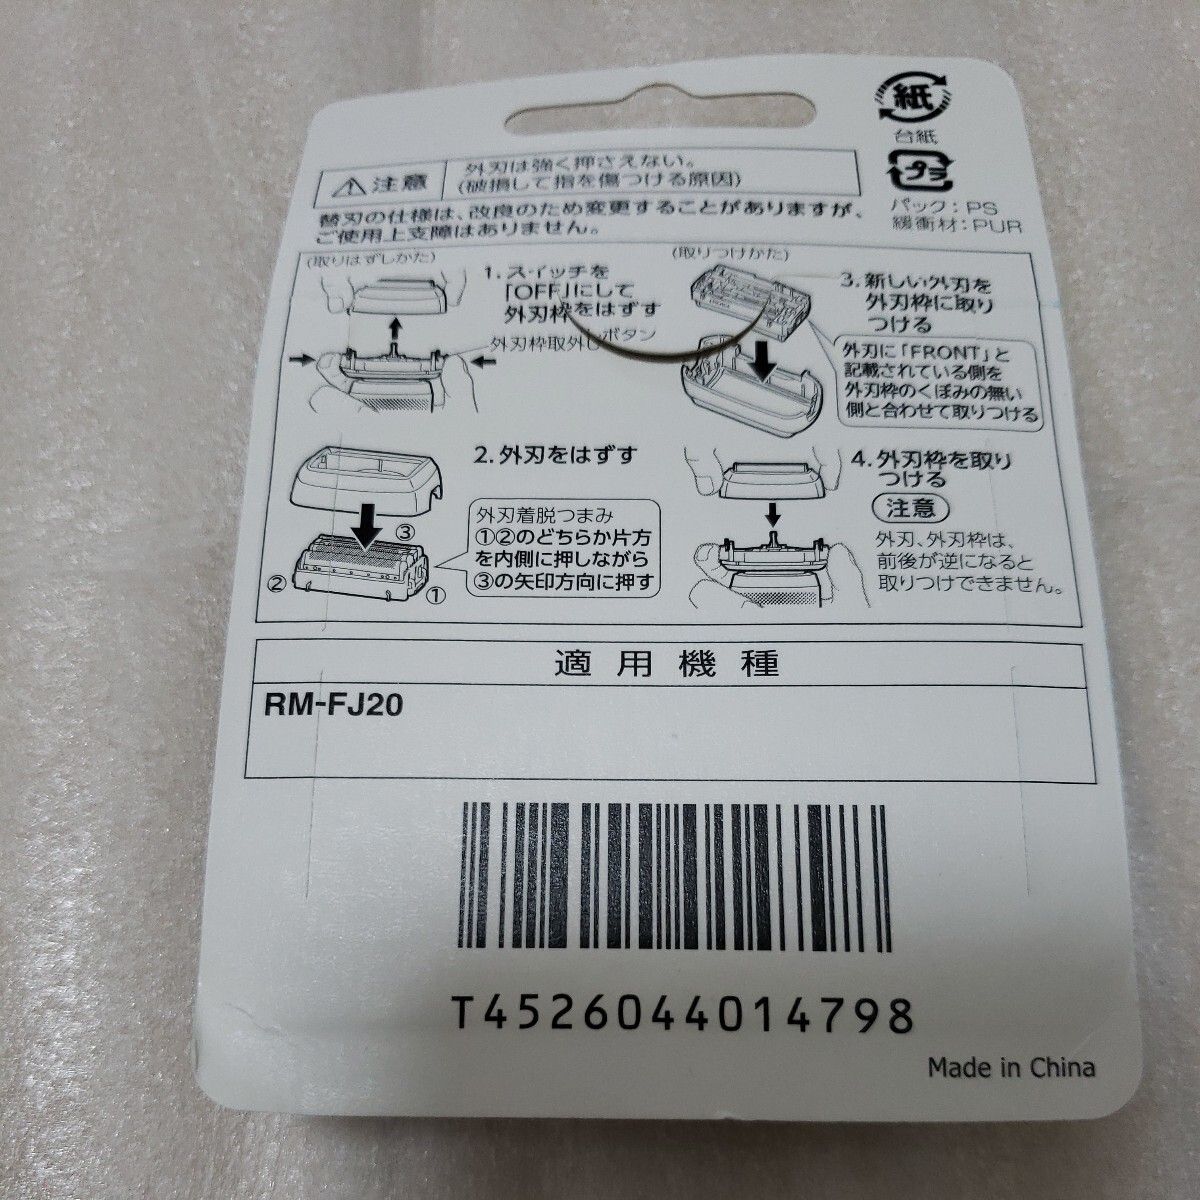 紙
台紙
プラ
パック：PS
緩衝材：PUR
注意
外刃は強く押さえない。
(破損して指を傷つける原因)
替刃の仕様は、改良のため変更することがありますが、
ご使用上支障はありません。
(取りはずしかた)
1. スイッチを
「OFF」にして
外刃枠をはずす
外刃枠取外しボタン
2. 外刃をはずす
外刃着脱つまみ
①②のどちらか片方
を内側に押しながら
③の矢印方向に押す
③
②
①
(取りつけかた)
3. 新しい外刃を
外刃枠に取り
つける
外刃に「FRONT」と
記載されている側を
外刃枠のくぼみの無い
側と合わせて取りつける
4. 外刃枠を取り
つける
注意
外刃、外刃枠は、
前後が逆になると
取りつけできません。
適用機種
RM-FJ20
T4526044014798
Made in China